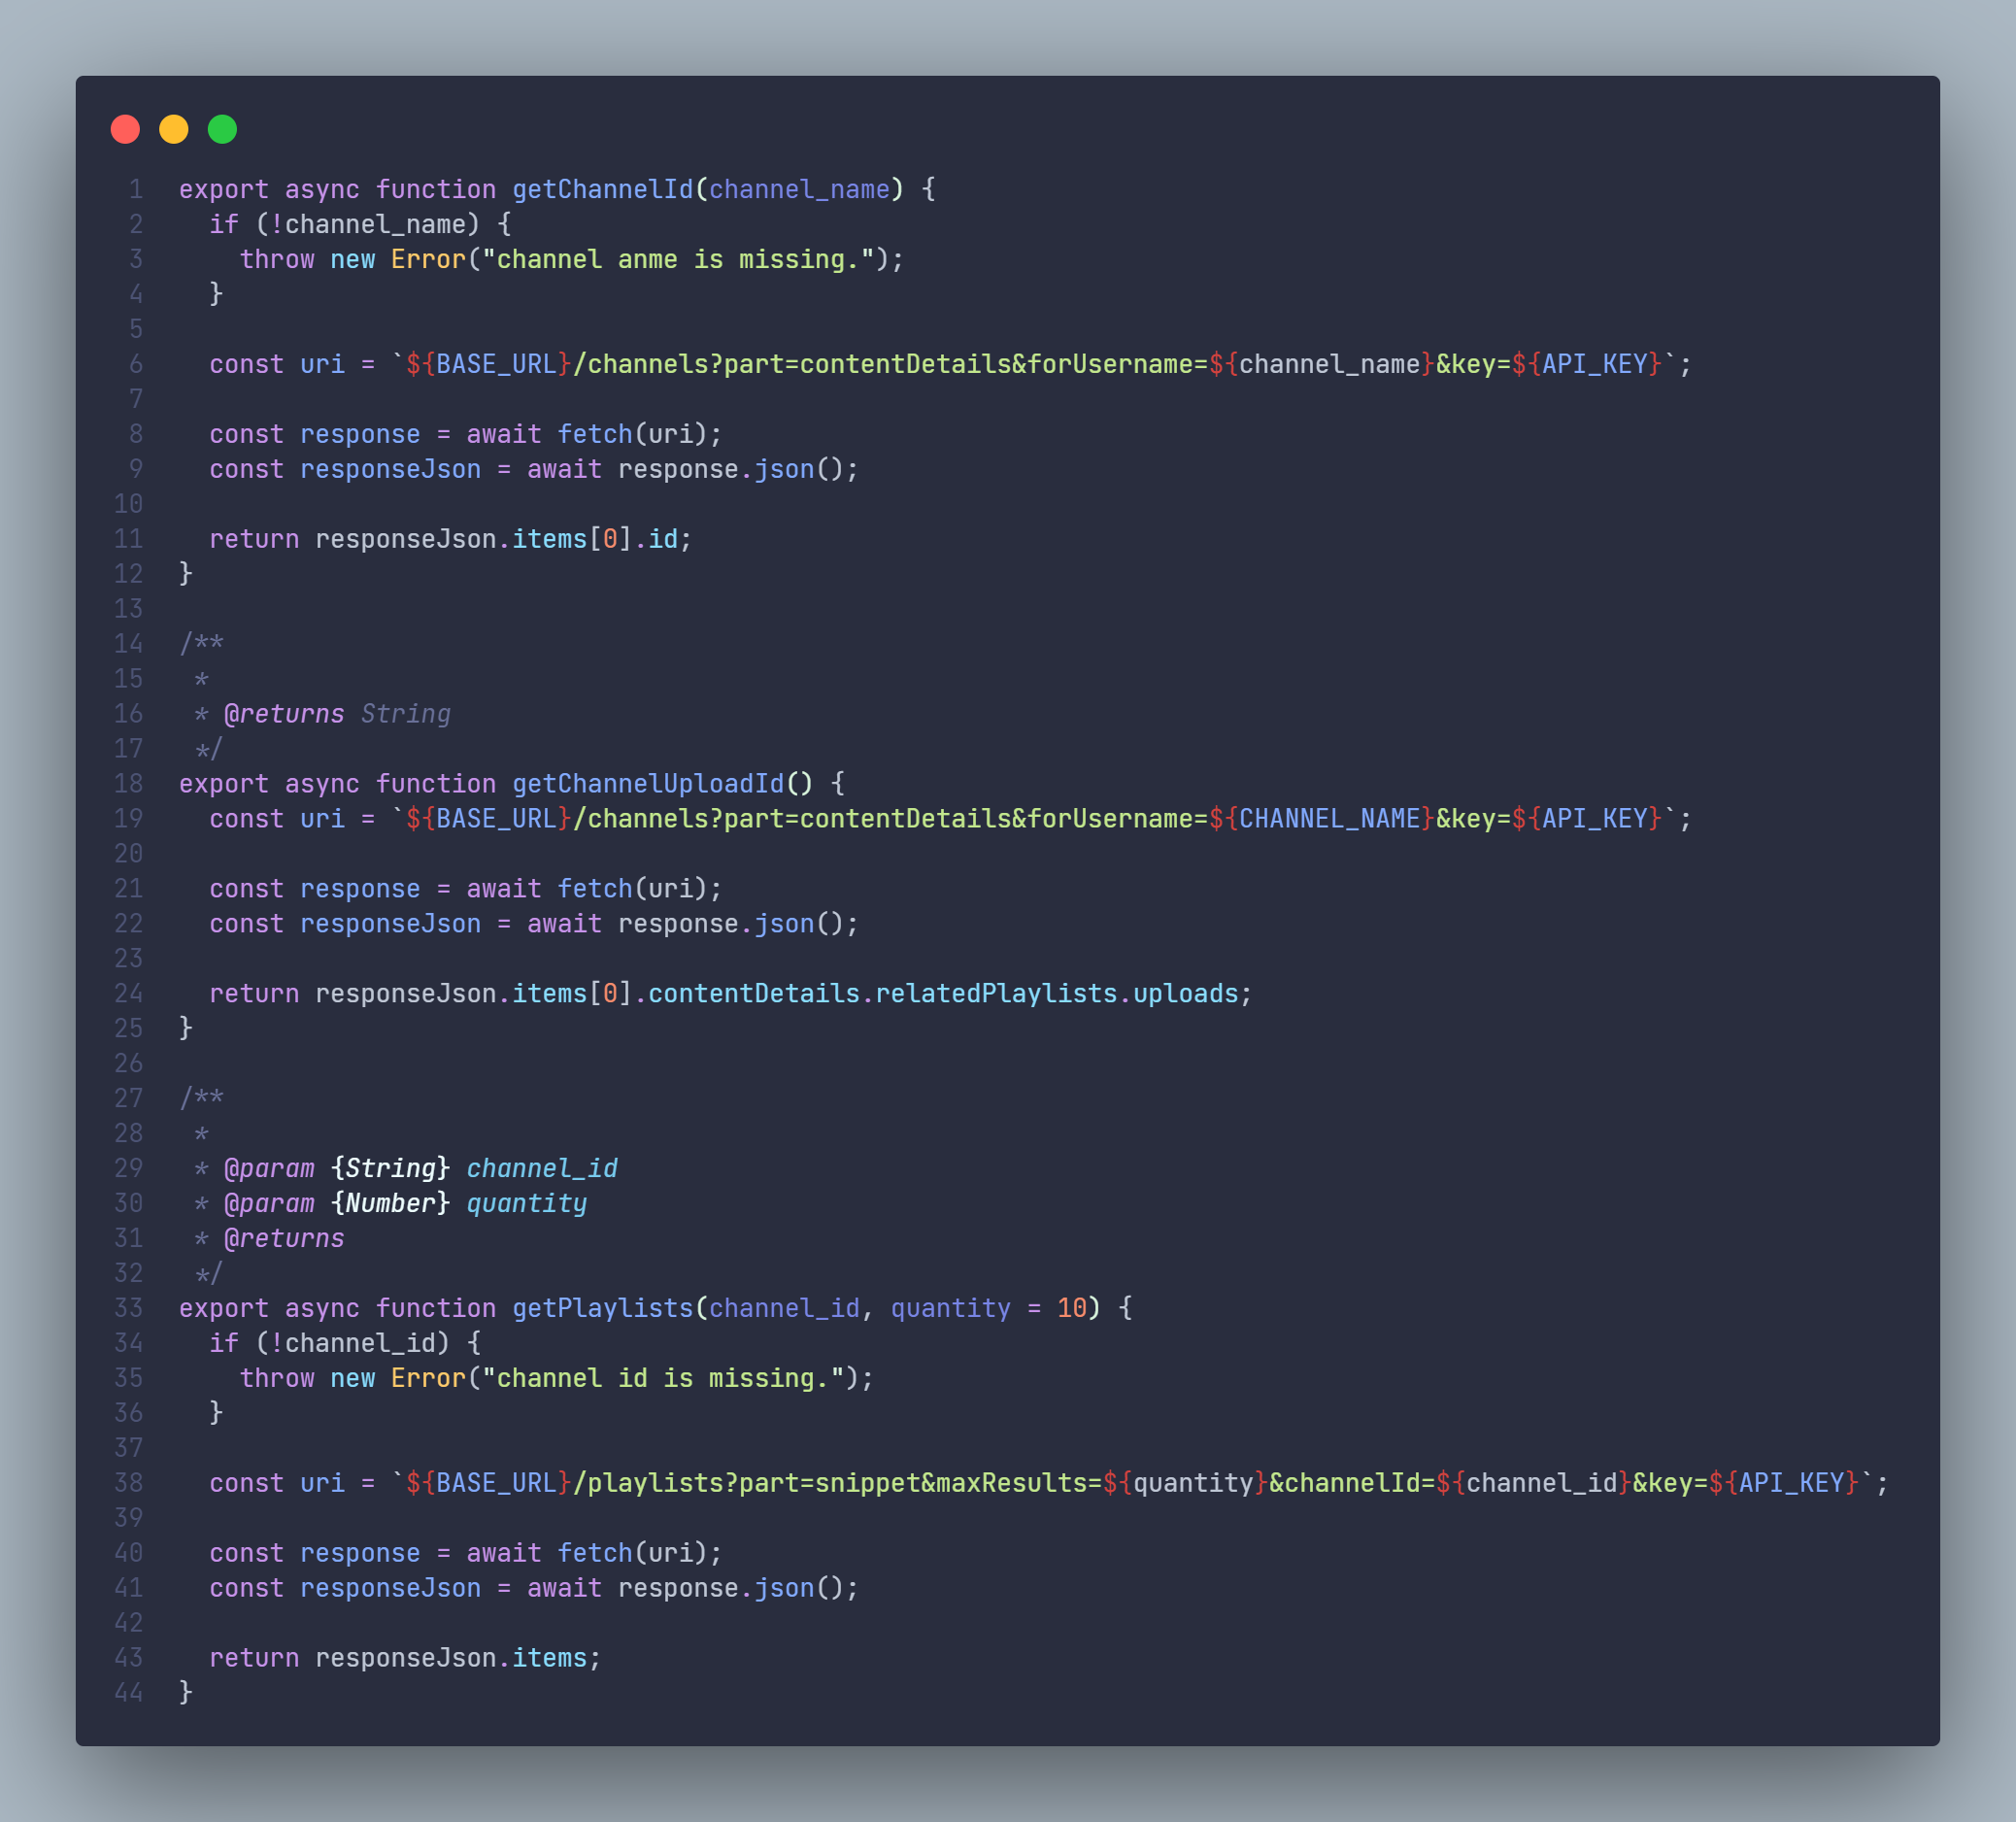 1 export async function getChannelId(channel_name) {
2   if (!channel_name) {
3     throw new Error("channel anme is missing.");
4   }
5
6   const uri = `${BASE_URL}/channels?part=contentDetails&forUsername=${channel_name}&key=${API_KEY}`;
7
8   const response = await fetch(uri);
9   const responseJson = await response.json();
10
11   return responseJson.items[0].id;
12 }
13
14 /**
15  *
16  * @returns String
17  */
18 export async function getChannelUploadId() {
19   const uri = `${BASE_URL}/channels?part=contentDetails&forUsername=${CHANNEL_NAME}&key=${API_KEY}`;
20
21   const response = await fetch(uri);
22   const responseJson = await response.json();
23
24   return responseJson.items[0].contentDetails.relatedPlaylists.uploads;
25 }
26
27 /**
28  *
29  * @param {String} channel_id
30  * @param {Number} quantity
31  * @returns
32  */
33 export async function getPlaylists(channel_id, quantity = 10) {
34   if (!channel_id) {
35     throw new Error("channel id is missing.");
36   }
37
38   const uri = `${BASE_URL}/playlists?part=snippet&maxResults=${quantity}&channelId=${channel_id}&key=${API_KEY}`;
39
40   const response = await fetch(uri);
41   const responseJson = await response.json();
42
43   return responseJson.items;
44 }